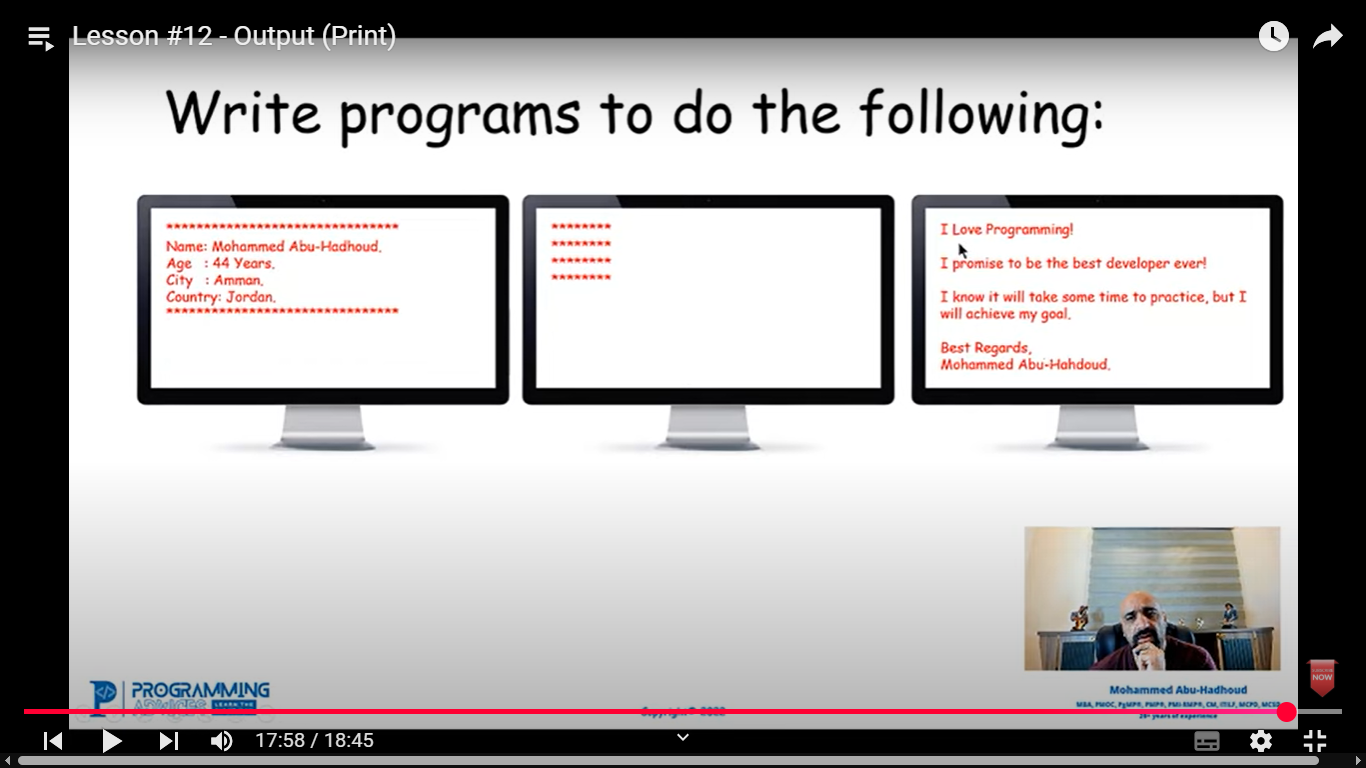 Lesson #12 - Output (Print)
Write programs to do the following:
*******************************
Name: Mohammed Abu-Hadhoud.
Age : 44 Years.
City : Amman.
Country: Jordan.
*******************************
********
********
********
********
I Love Programming!
I promise to be the best developer ever!
I know it will take some time to practice, but I
will achieve my goal.
Best Regards,
Mohammed Abu-Hahdoud.
NOW
PROGRAMMING
ADVICES LEARN THE
Mohammed Abu-Hadhoud
MBA, PMOC, PgMP®, PMP®, PMI-RMP®, CM, ITILF, MCPD, MCSD
Copyright© 2022
26+ years of experience
17:58 / 18:45